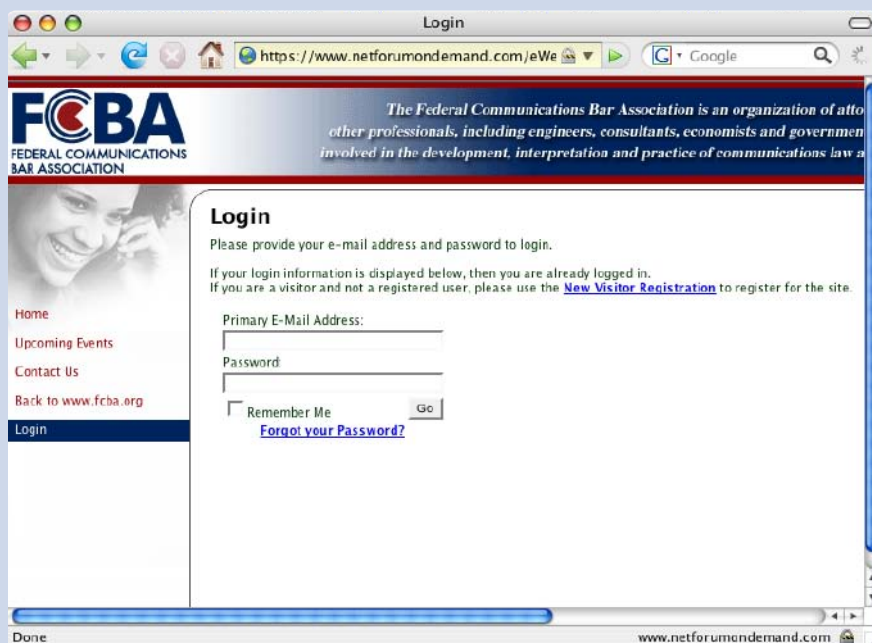 Login
https://www.netforumondemand.com/eWe
G Google
FCBA
FEDERAL COMMUNICATIONS
BAR ASSOCIATION
The Federal Communications Bar Association is an organization of atto
other professionals, including engineers, consultants, economists and governmen
involved in the development, interpretation and practice of communications law a
Home
Upcoming Events
Contact Us
Back to www.fcba.org
Login
Login
Please provide your e-mail address and password to login.
If your login information is displayed below, then you are already logged in.
If you are a visitor and not a registered user, please use the New Visitor Registration to register for the site.
Primary E-Mail Address:
Password:
Remember Me
Go
Forgot your Password?
Done
www.netforumondemand.com